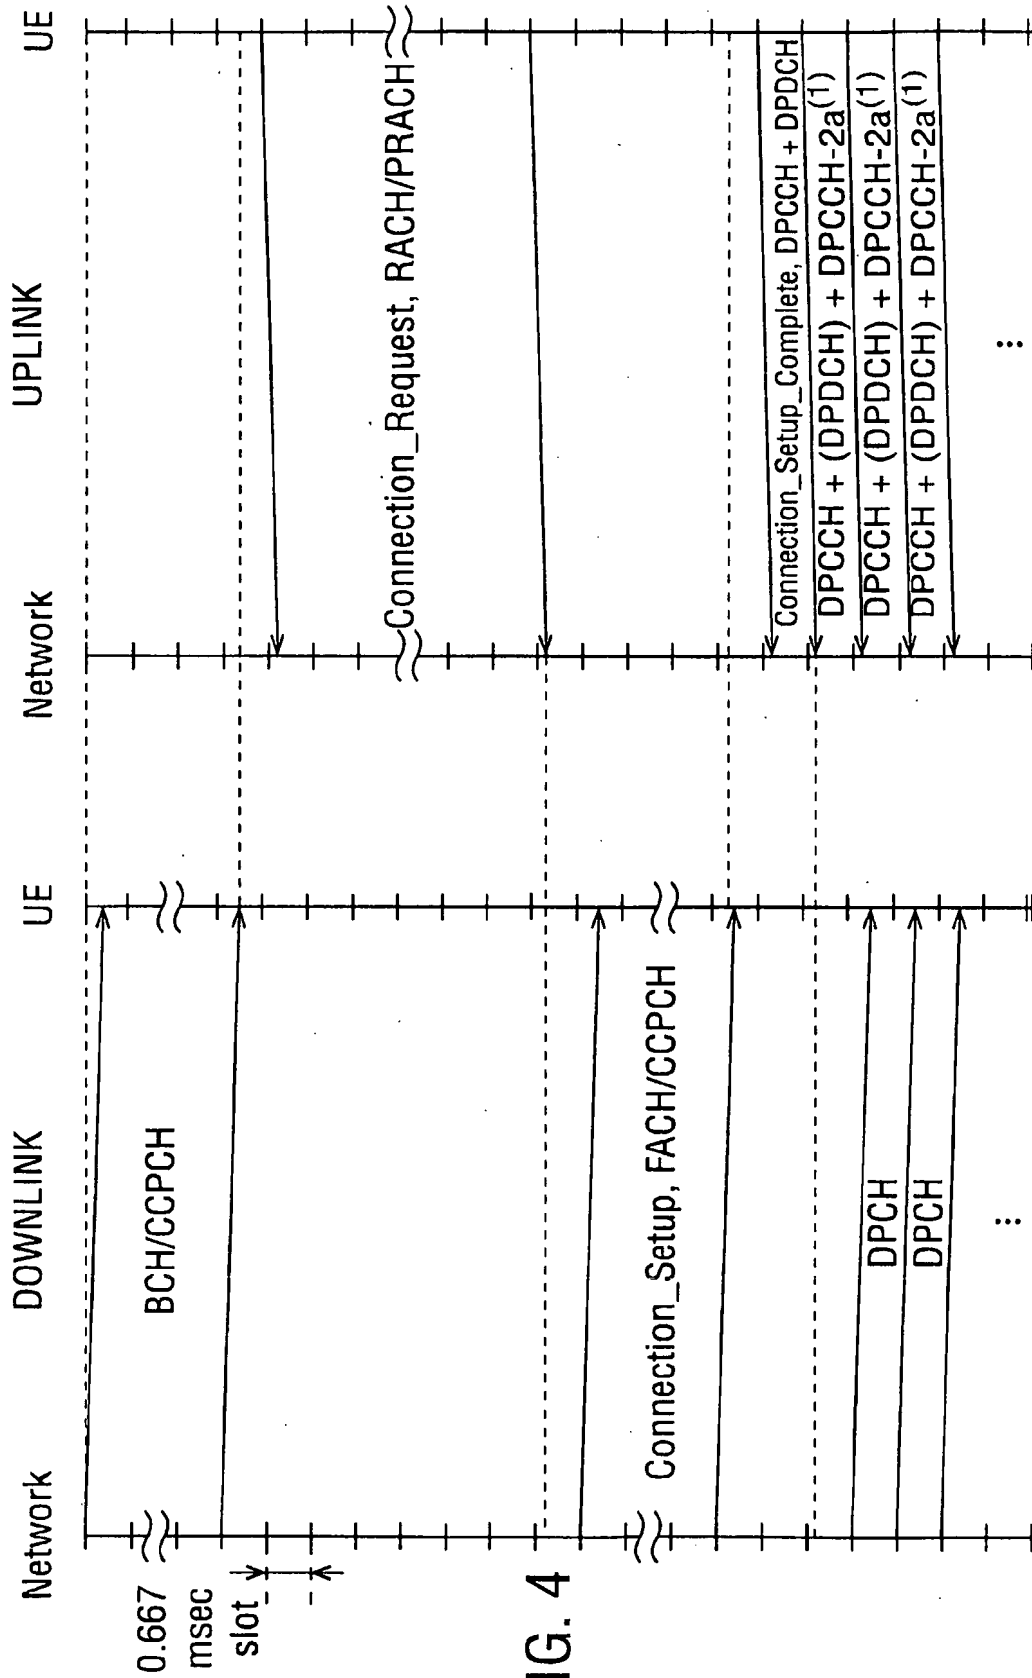 DOWNLINK
UPLINK
Network
UE
Network
UE
0.667
msec
slot
BCH/CCPCH
Connection_Request, RACH/PRACH
Connection_Setup, FACH/CCPCH
Connection_Setup_Complete, DPCCH + DPDCH
DPCCH + (DPDCH) + DPCCH-2a(1)
DPCCH + (DPDCH) + DPCCH-2a(1)
DPCCH + (DPDCH) + DPCCH-2a(1)
DPCH
DPCH
...
...
IG. 4